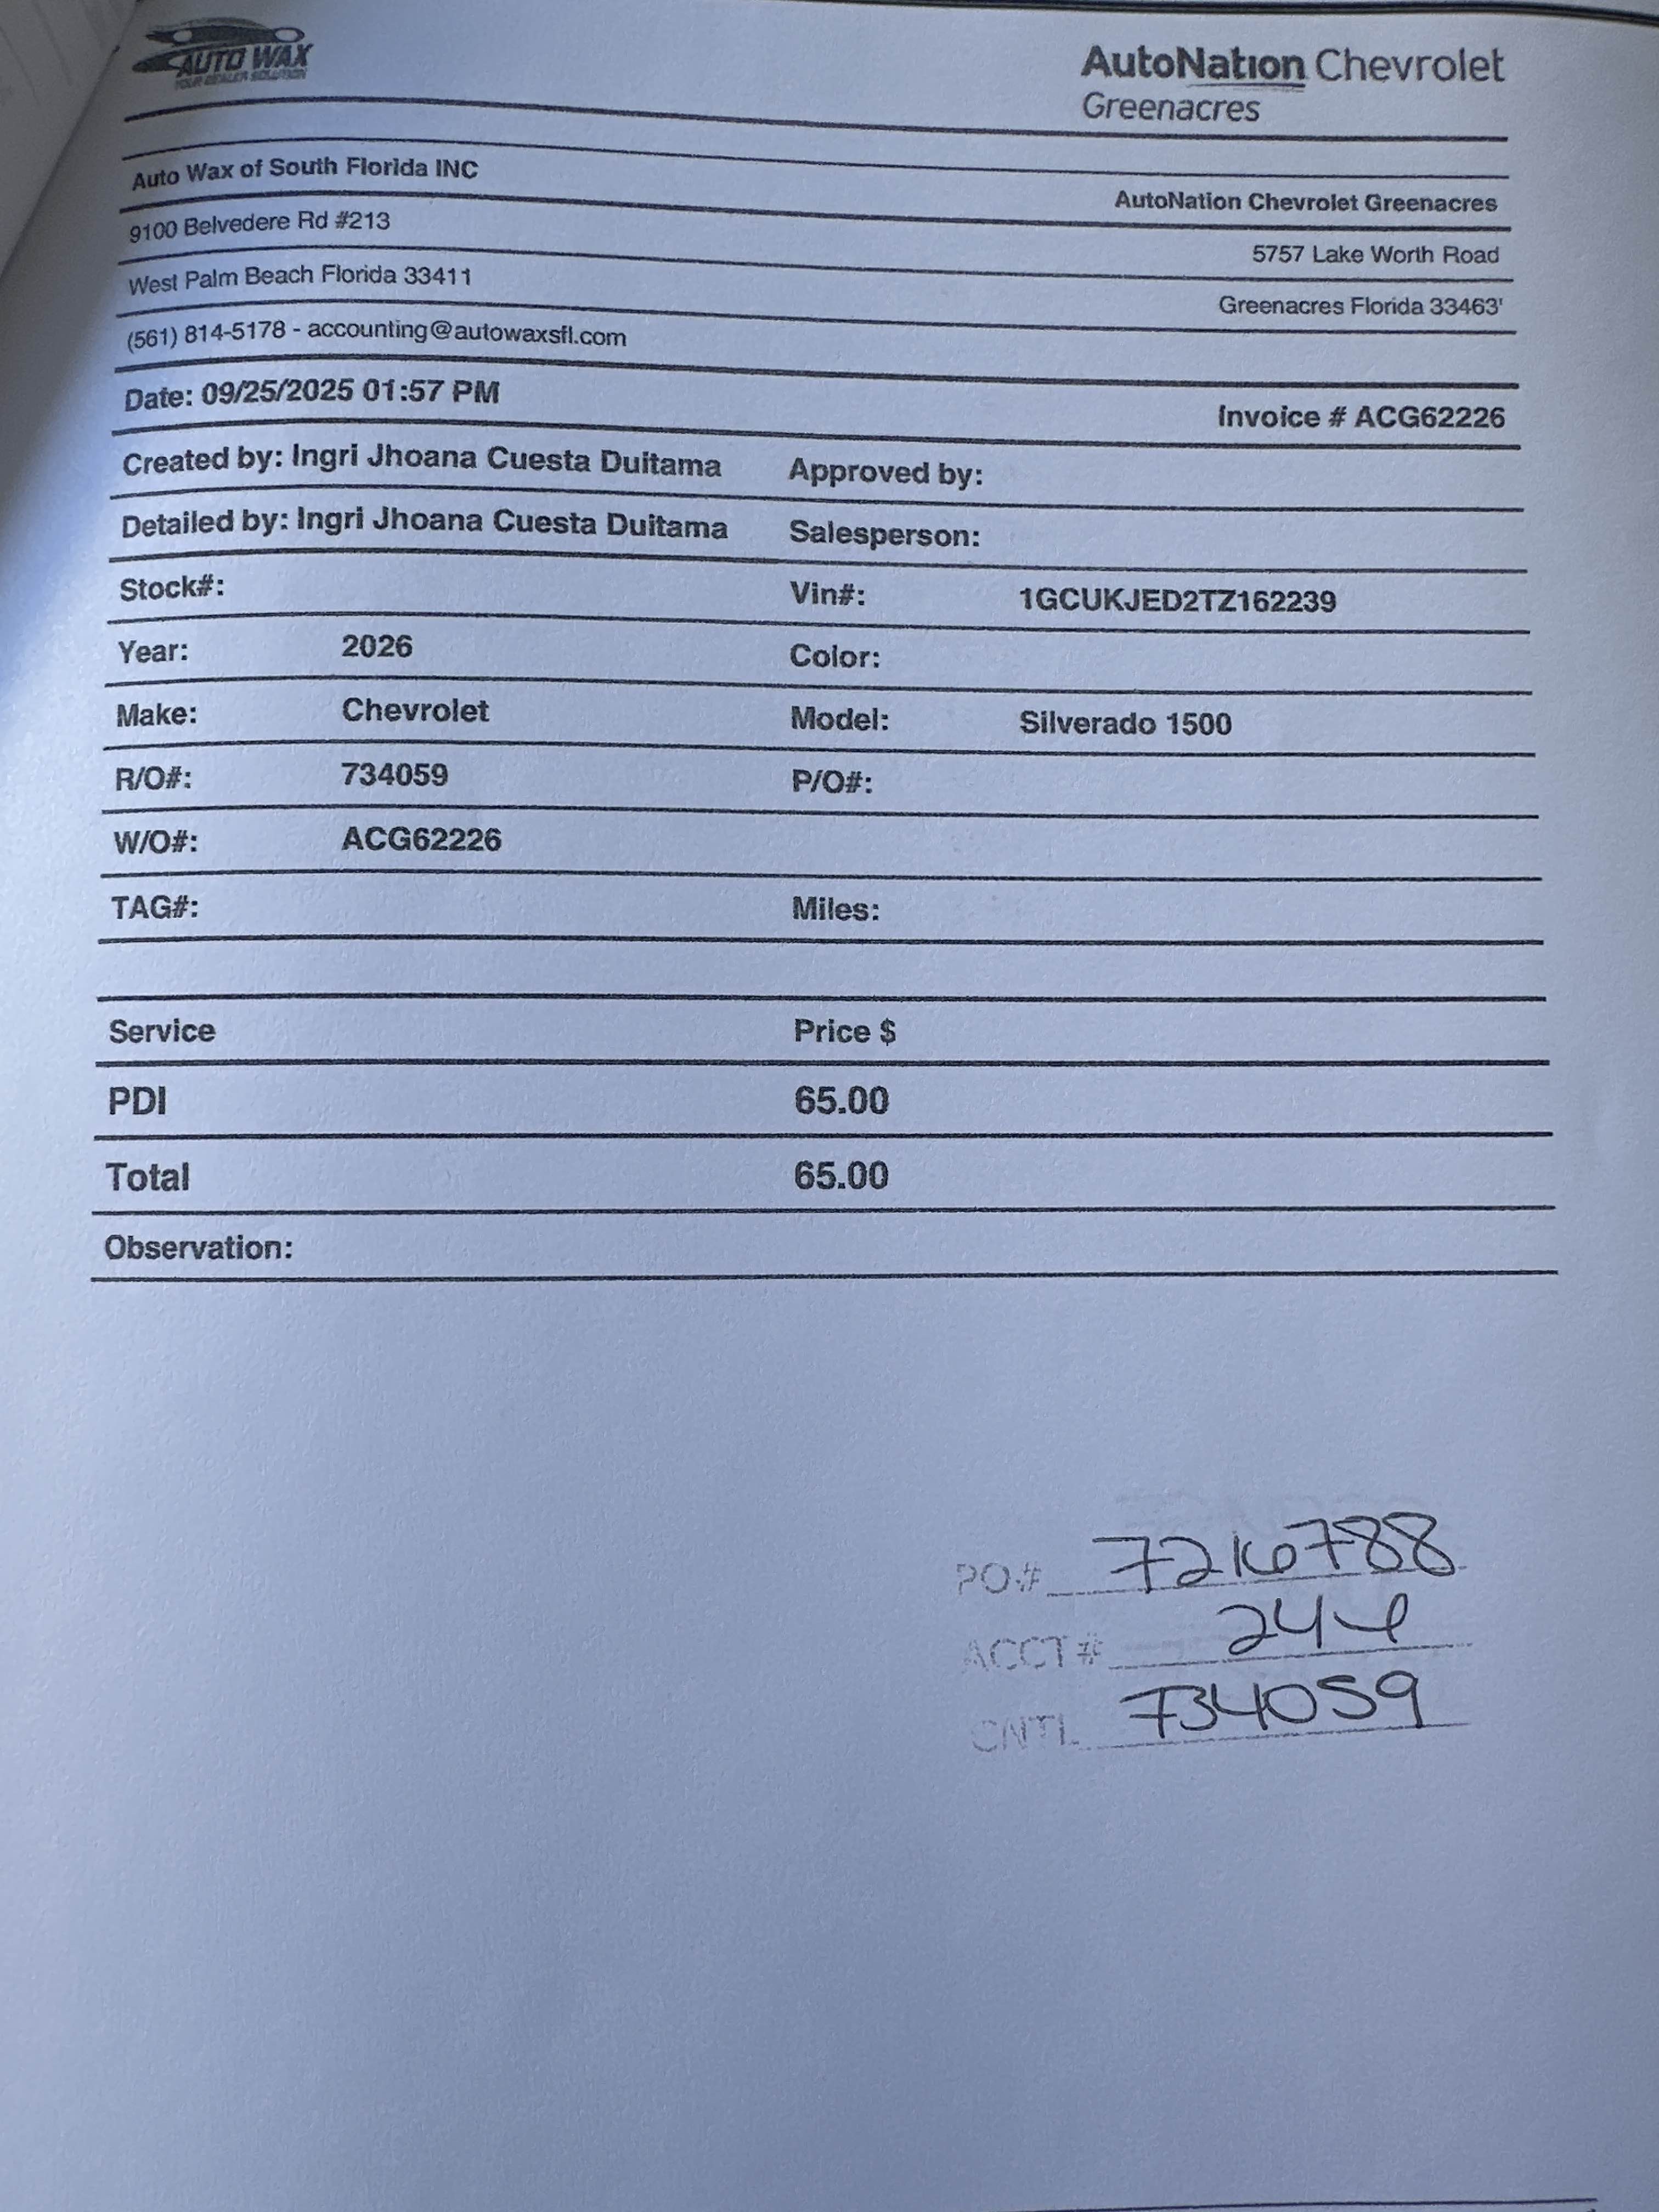 AUTO WAX
YOUR DEALER SOLUTION
AutoNation Chevrolet
Greenacres
Auto Wax of South Florida INC
AutoNation Chevrolet Greenacres
9100 Belvedere Rd #213
5757 Lake Worth Road
West Palm Beach Florida 33411
Greenacres Florida 33463'
(561) 814-5178 - accounting@autowaxsfl.com
Date: 09/25/2025 01:57 PM
Invoice # ACG62226
Created by: Ingri Jhoana Cuesta Duitama Approved by:
Detailed by: Ingri Jhoana Cuesta Duitama Salesperson:
Stock#: Vin#: 1GCUKJED2TZ162239
Year: 2026 Color:
Make: Chevrolet Model: Silverado 1500
R/O#: 734059 P/O#:
W/O#: ACG62226
TAG#: Miles:
Service Price $
PDI 65.00
Total 65.00
Observation:
PO#
ACCT#
CNTL 734059